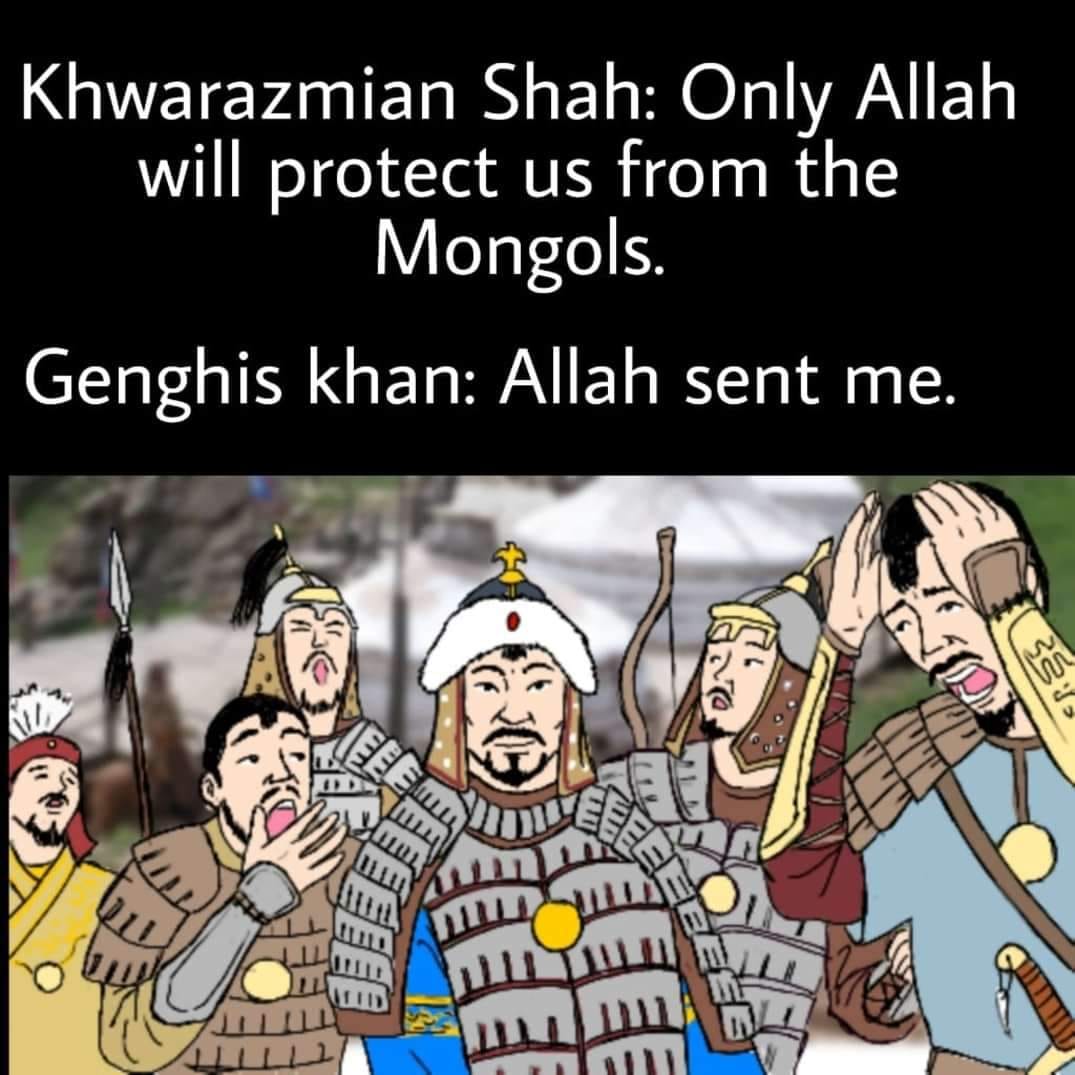 Khwarazmian Shah: Only Allah
will protect us from the
Mongols.
Genghis khan: Allah sent me.